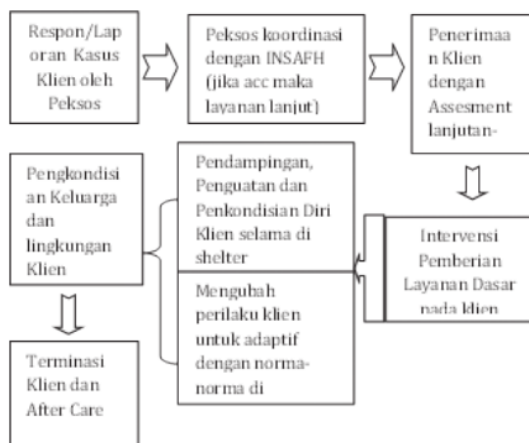 Respon/Lap
oran Kasus
Klien oleh
Peksos
Peksos koordinasi
dengan INSAFH
(jika acc maka
layanan lanjut)
Penerimaa
n Klien
dengan
Assesment
lanjutan-
Intervensi
Pemberian
Layanan Dasar
pada klien
Pendampingan,
Penguatan dan
Penkondisian Diri
Klien selama di
shelter
Mengubah
perilaku klien
untuk adaptif
dengan norma-
norma di
Pengkondisi
an Keluarga
dan
lingkungan
Klien
Terminasi
Klien dan
After Care